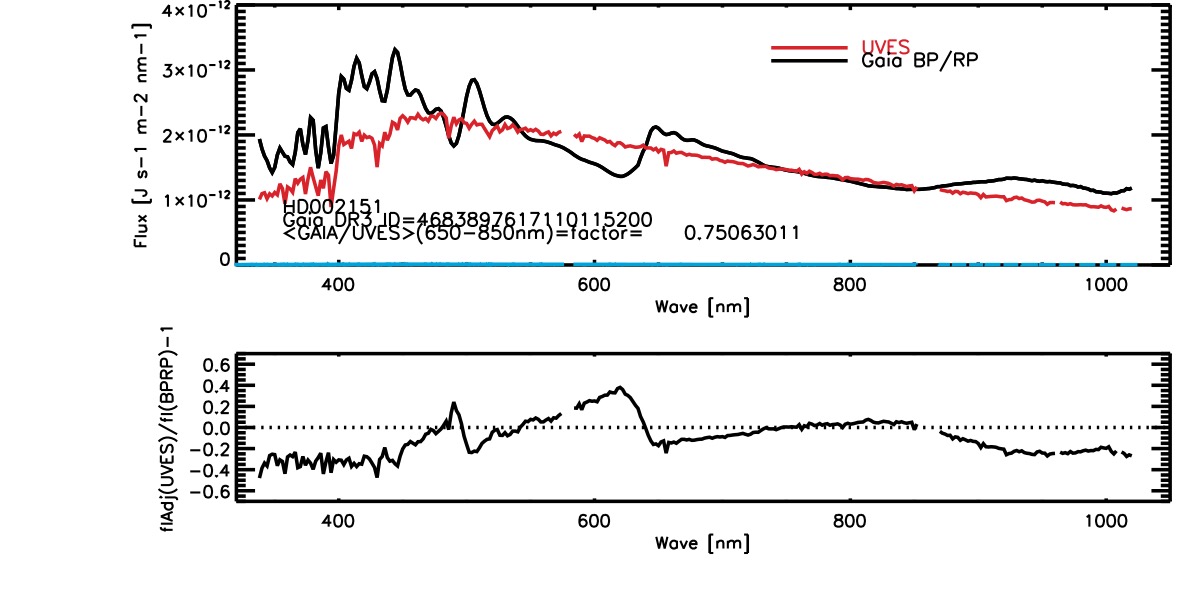 4×10−12
3×10−12
2×10−12
1×10−12
0
Flux [J s−1 m−2 nm−1]
UVES
Gaia BP/RP
HD002151
Gaia DR3 ID=4683897617110115200
<GAIA/UVES>(650−850nm)=factor= 0.75063011
400 600 800 1000
Wave [nm]
flAdj(UVES)/fl(BPRP)−1
0.6
0.4
0.2
0.0
−0.2
−0.4
−0.6
400 600 800 1000
Wave [nm]